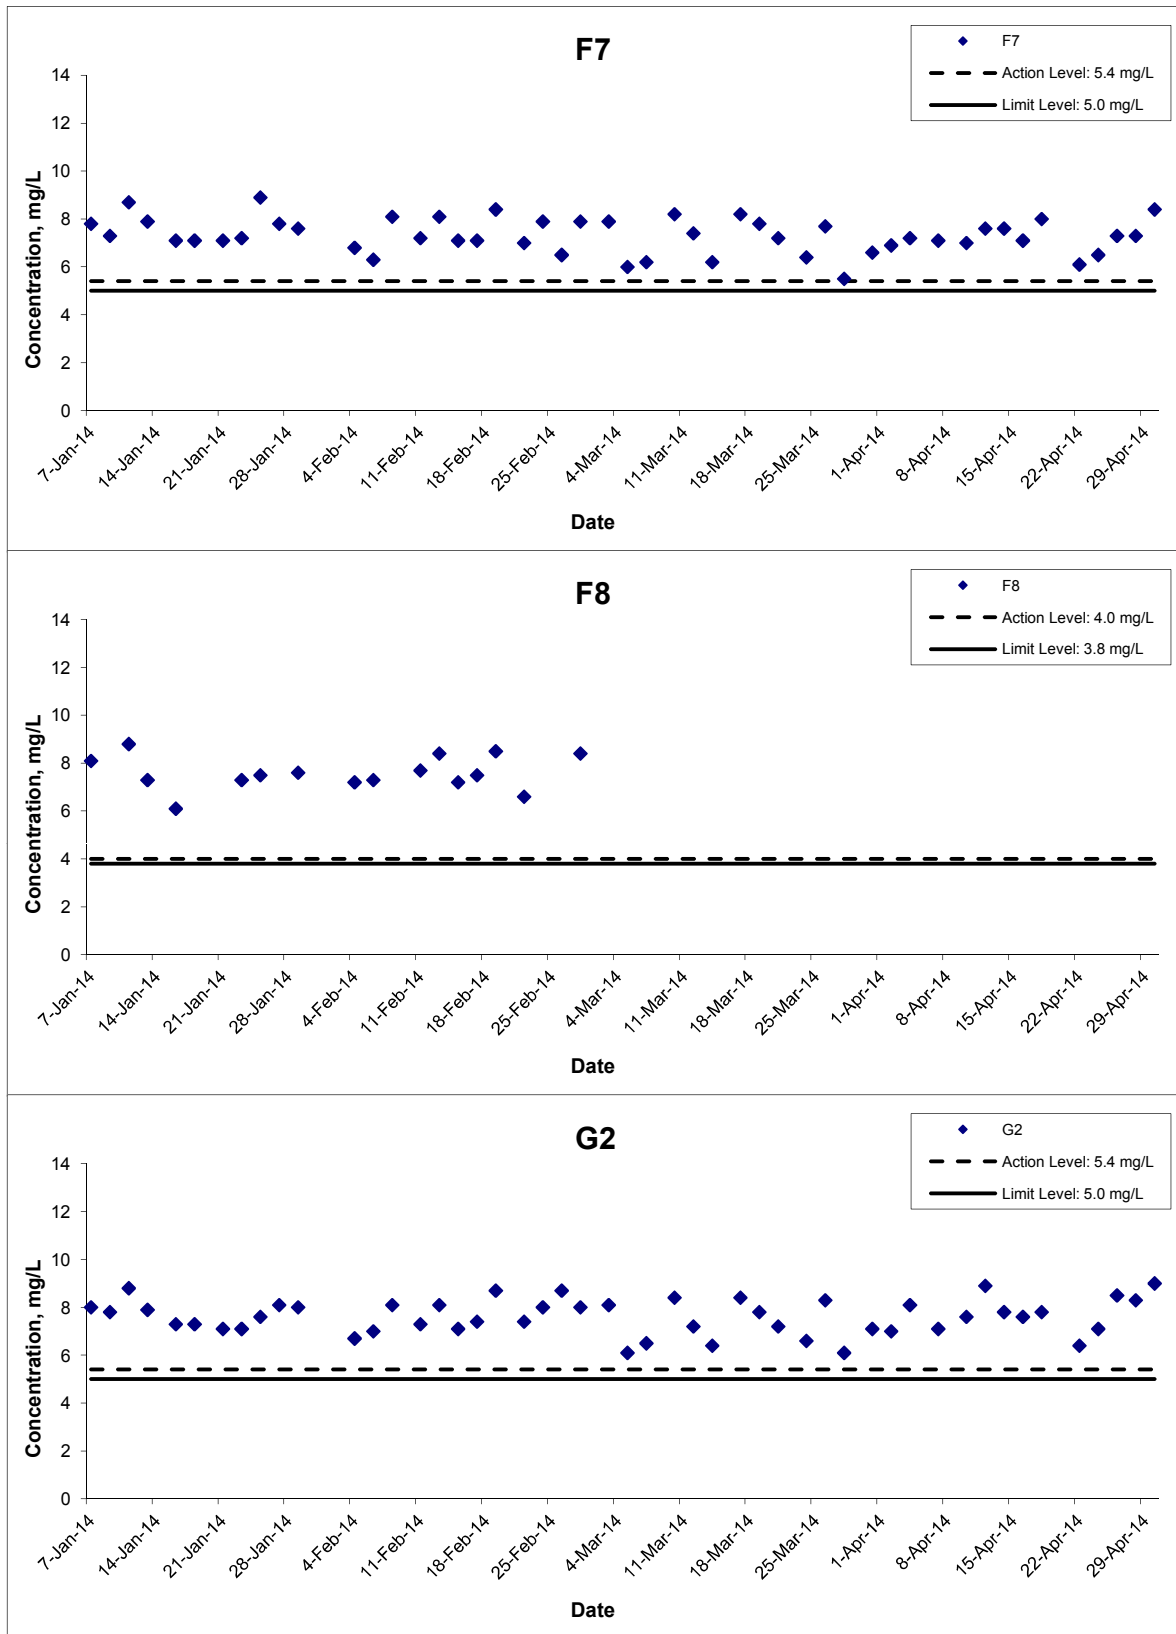 F7
F7
Action Level: 5.4 mg/L
Limit Level: 5.0 mg/L
Concentration, mg/L
14
12
10
8
6
4
2
0
7-Jan-14
14-Jan-14
21-Jan-14
28-Jan-14
4-Feb-14
11-Feb-14
18-Feb-14
25-Feb-14
4-Mar-14
11-Mar-14
18-Mar-14
25-Mar-14
1-Apr-14
8-Apr-14
15-Apr-14
22-Apr-14
29-Apr-14
Date
F8
F8
Action Level: 4.0 mg/L
Limit Level: 3.8 mg/L
Concentration, mg/L
14
12
10
8
6
4
2
0
7-Jan-14
14-Jan-14
21-Jan-14
28-Jan-14
4-Feb-14
11-Feb-14
18-Feb-14
25-Feb-14
4-Mar-14
11-Mar-14
18-Mar-14
25-Mar-14
1-Apr-14
8-Apr-14
15-Apr-14
22-Apr-14
29-Apr-14
Date
G2
G2
Action Level: 5.4 mg/L
Limit Level: 5.0 mg/L
Concentration, mg/L
14
12
10
8
6
4
2
0
7-Jan-14
14-Jan-14
21-Jan-14
28-Jan-14
4-Feb-14
11-Feb-14
18-Feb-14
25-Feb-14
4-Mar-14
11-Mar-14
18-Mar-14
25-Mar-14
1-Apr-14
8-Apr-14
15-Apr-14
22-Apr-14
29-Apr-14
Date